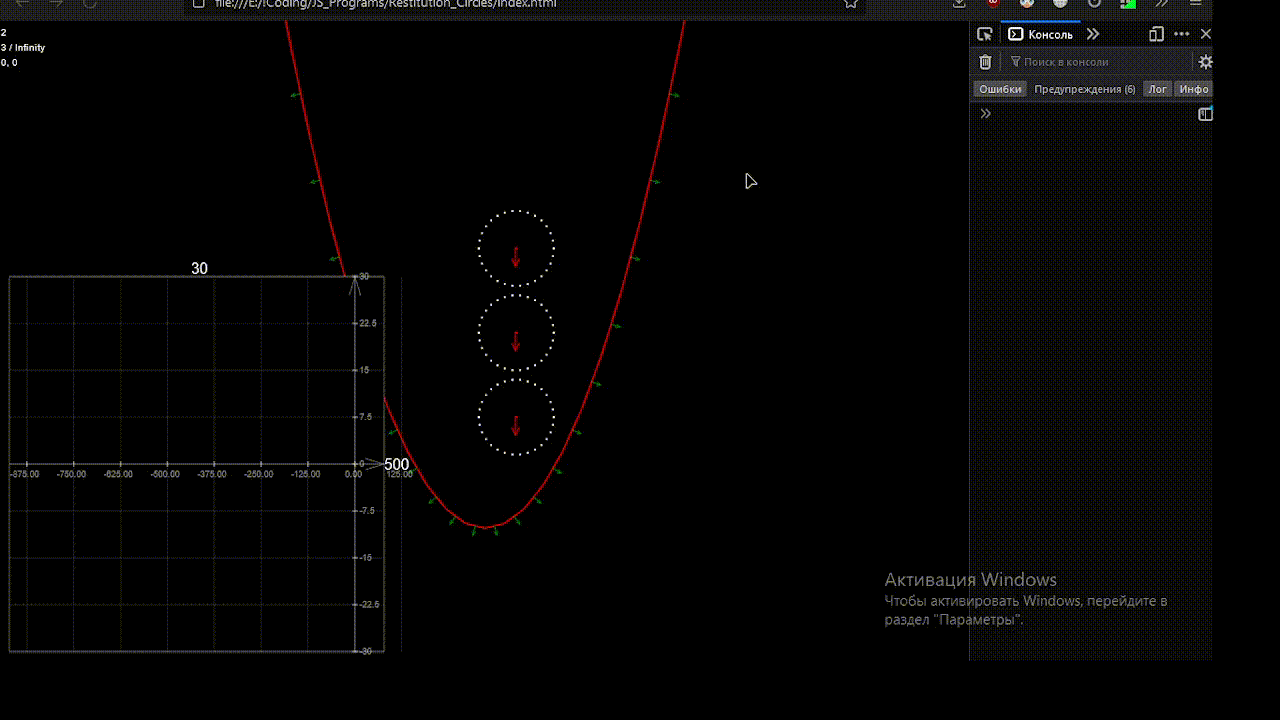 file:///E:/iCoding/JS_Programs/Restitution_Circles/index.html
2
3 / Infinity
0, 0
Консоль
Поиск в консоли
Ошибки Предупреждения (6) Лог Инфо
30
30
22.5
15
7.5
0
500
-875.00 -750.00 -625.00 -500.00 -375.00 -250.00 -125.00 0.00 125.00
-7.5
-15
-22.5
-30
Активация Windows
Чтобы активировать Windows, перейдите в
раздел "Параметры".